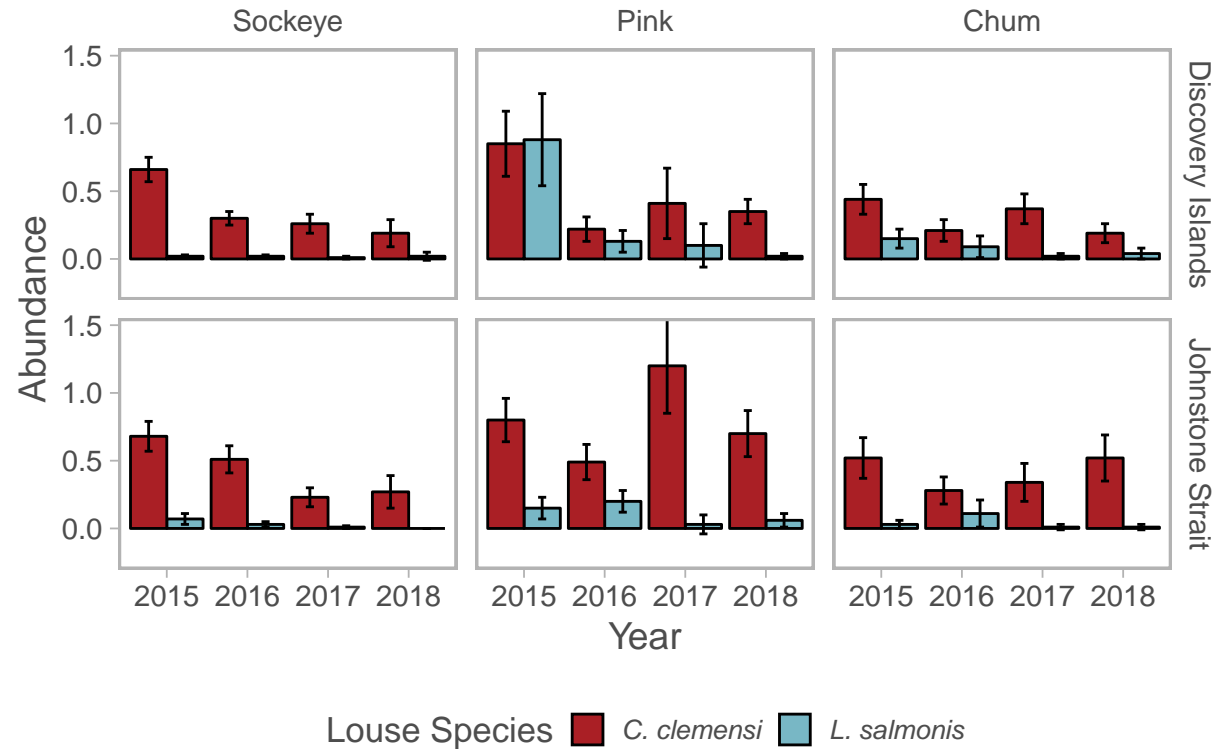 Sockeye Pink Chum
1.5
1.0
0.5
0.0
Discovery Islands
Abundance
1.5
1.0
0.5
0.0
Johnstone Strait
2015 2016 2017 2018 2015 2016 2017 2018 2015 2016 2017 2018
Year
Louse Species C. clemensi L. salmonis